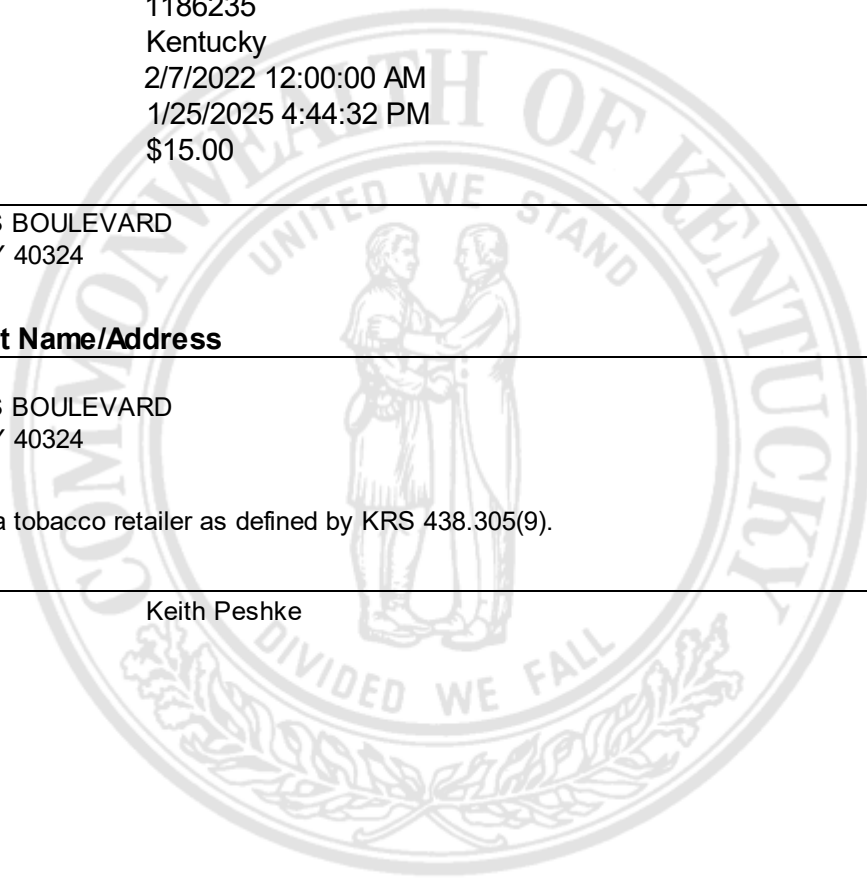 1186235
Kentucky
2/7/2022 12:00:00 AM
1/25/2025 4:44:32 PM
$15.00
S BOULEVARD
Y 40324
t Name/Address
S BOULEVARD
Y 40324
a tobacco retailer as defined by KRS 438.305(9).
Keith Peshke
COMMONWEALTH OF KENTUCKY
UNITED WE STAND
DIVIDED WE FALL